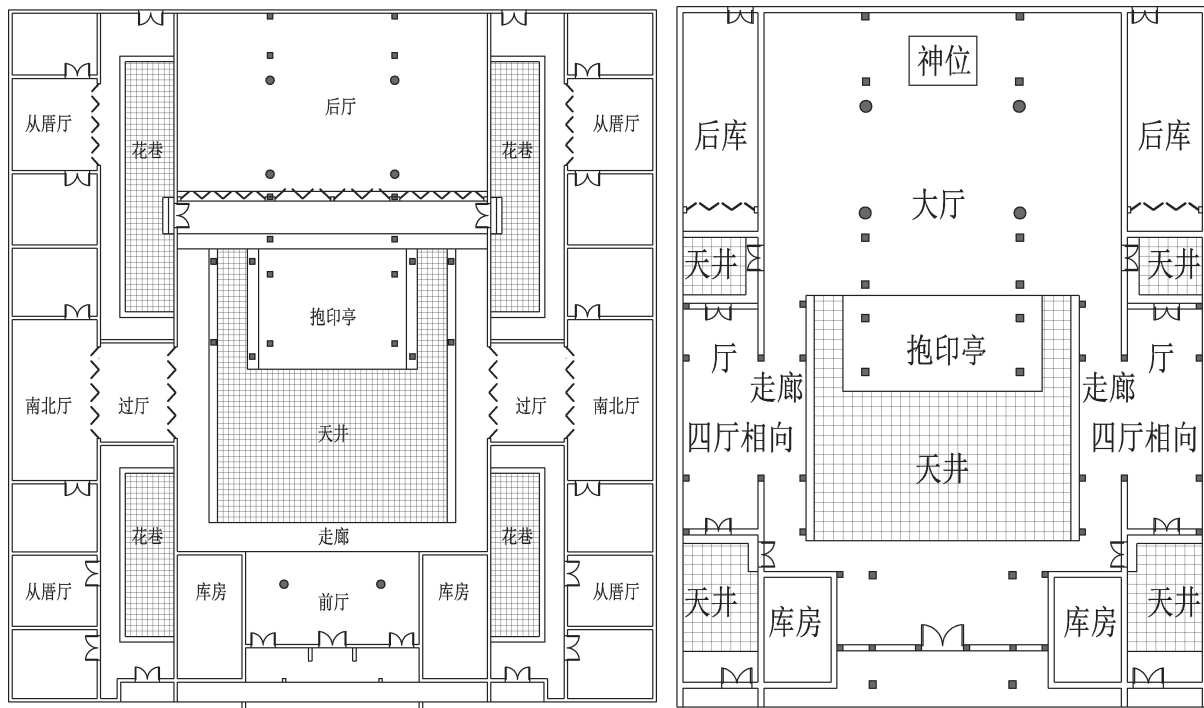 后厅
从厝厅
花巷
花巷
从厝厅
抱印亭
南北厅
过厅
天井
过厅
南北厅
花巷
走廊
花巷
从厝厅
库房
前厅
库房
从厝厅
神位
后库
后库
大厅
天井
天井
厅
抱印亭
厅
走廊
走廊
四厅相向
四厅相向
天井
天井
天井
库房
库房